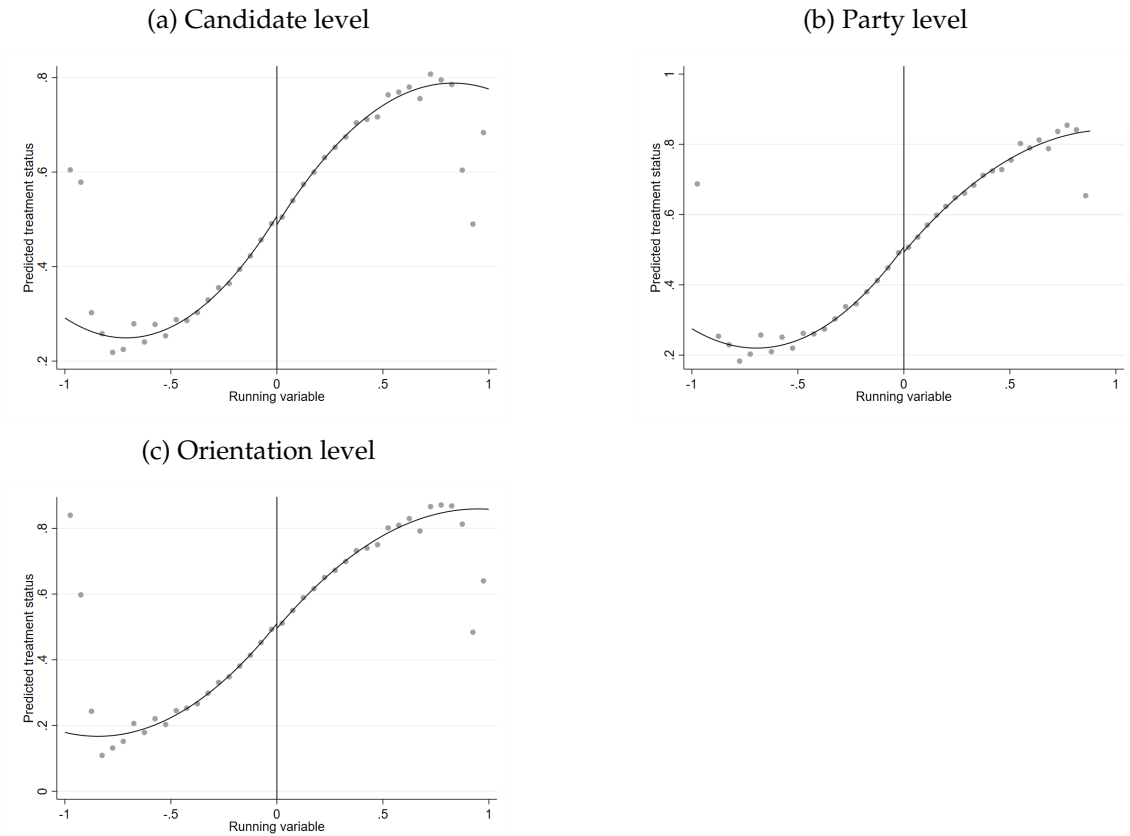 (a) Candidate level
Predicted treatment status
.8
.6
.4
.2
-1 -.5 0 .5 1
Running variable
(b) Party level
Predicted treatment status
1
.8
.6
.4
.2
-1 -.5 0 .5 1
Running variable
(c) Orientation level
Predicted treatment status
.8
.6
.4
.2
0
-1 -.5 0 .5 1
Running variable